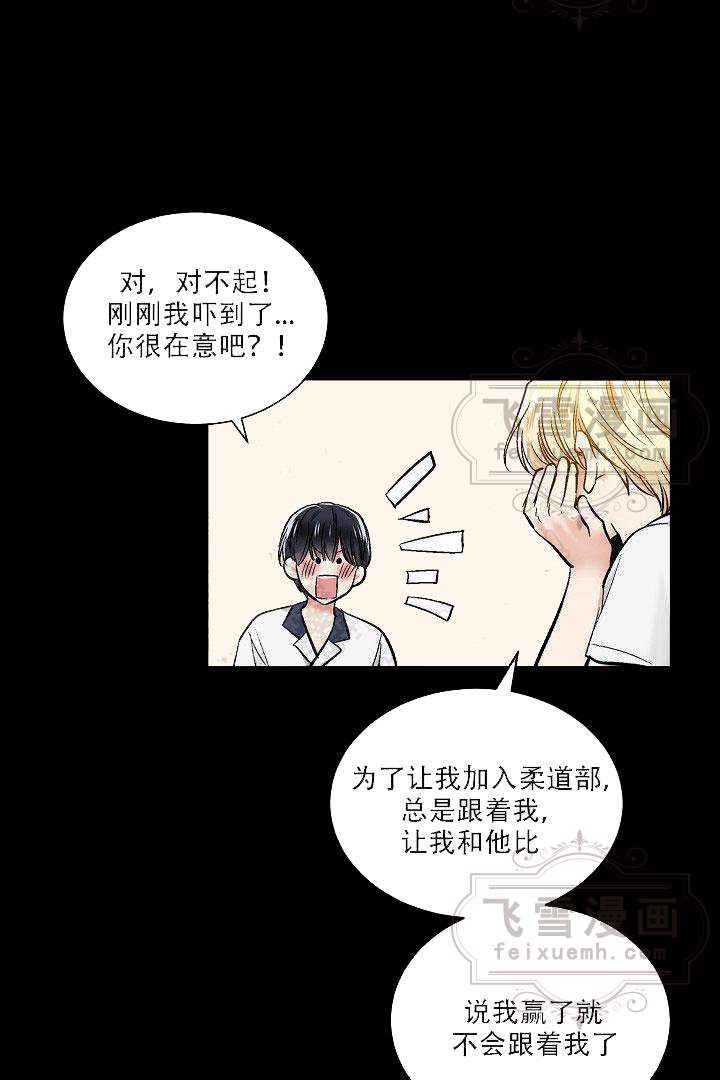 对，对不起！
刚刚我吓到了...
你很在意吧？！
飞雪漫画
feixuemh.com
为了让我加入柔道部，
总是跟着我，
让我和他比
飞雪漫画
feixuemh.com
说我赢了就
不会跟着我了